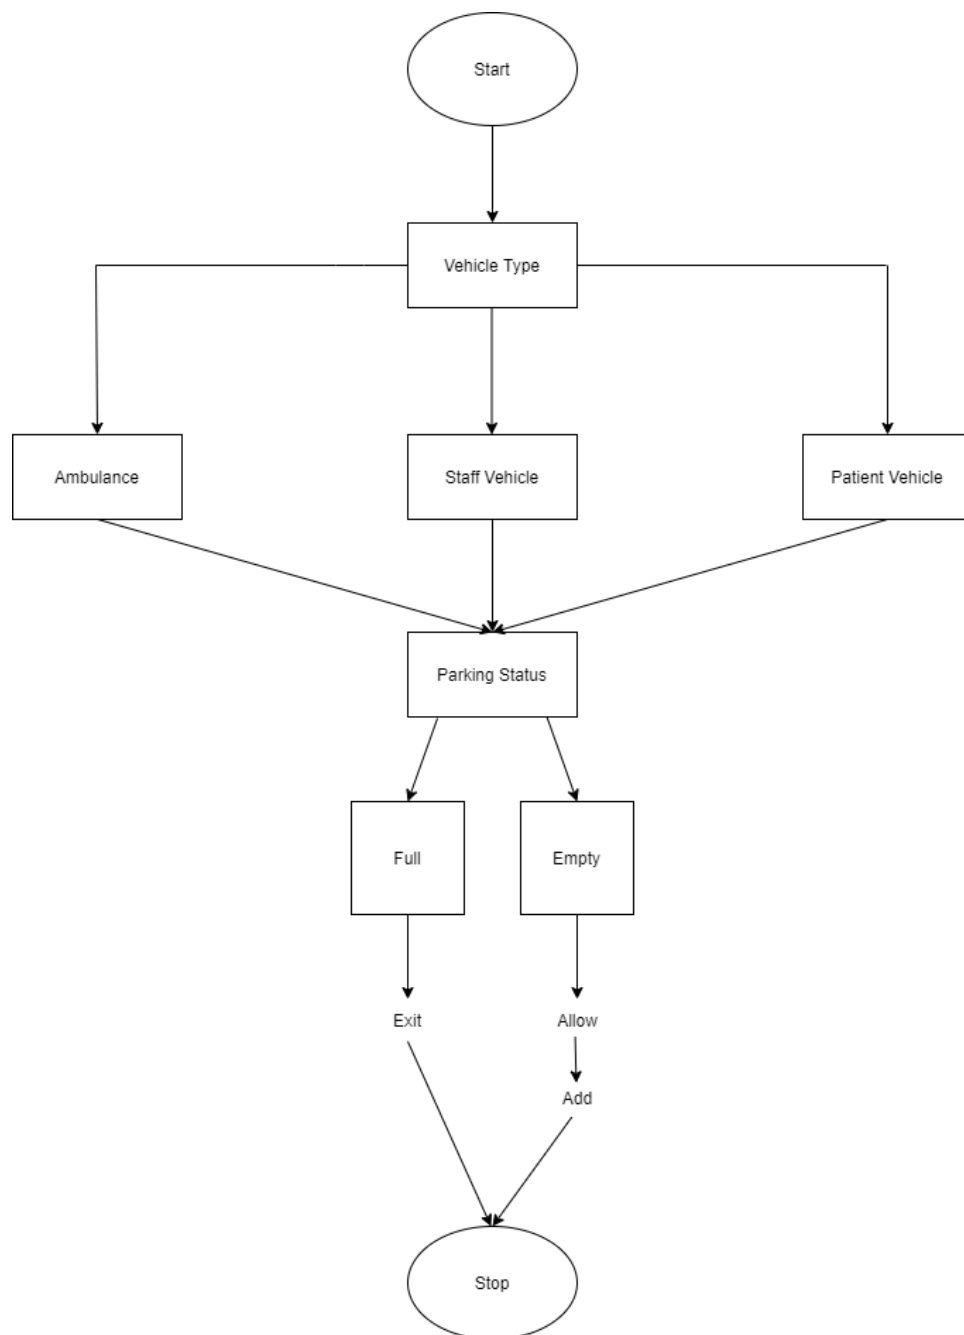 Start
Vehicle Type
Ambulance
Staff Vehicle
Patient Vehicle
Parking Status
Full
Empty
Exit
Allow
Add
Stop